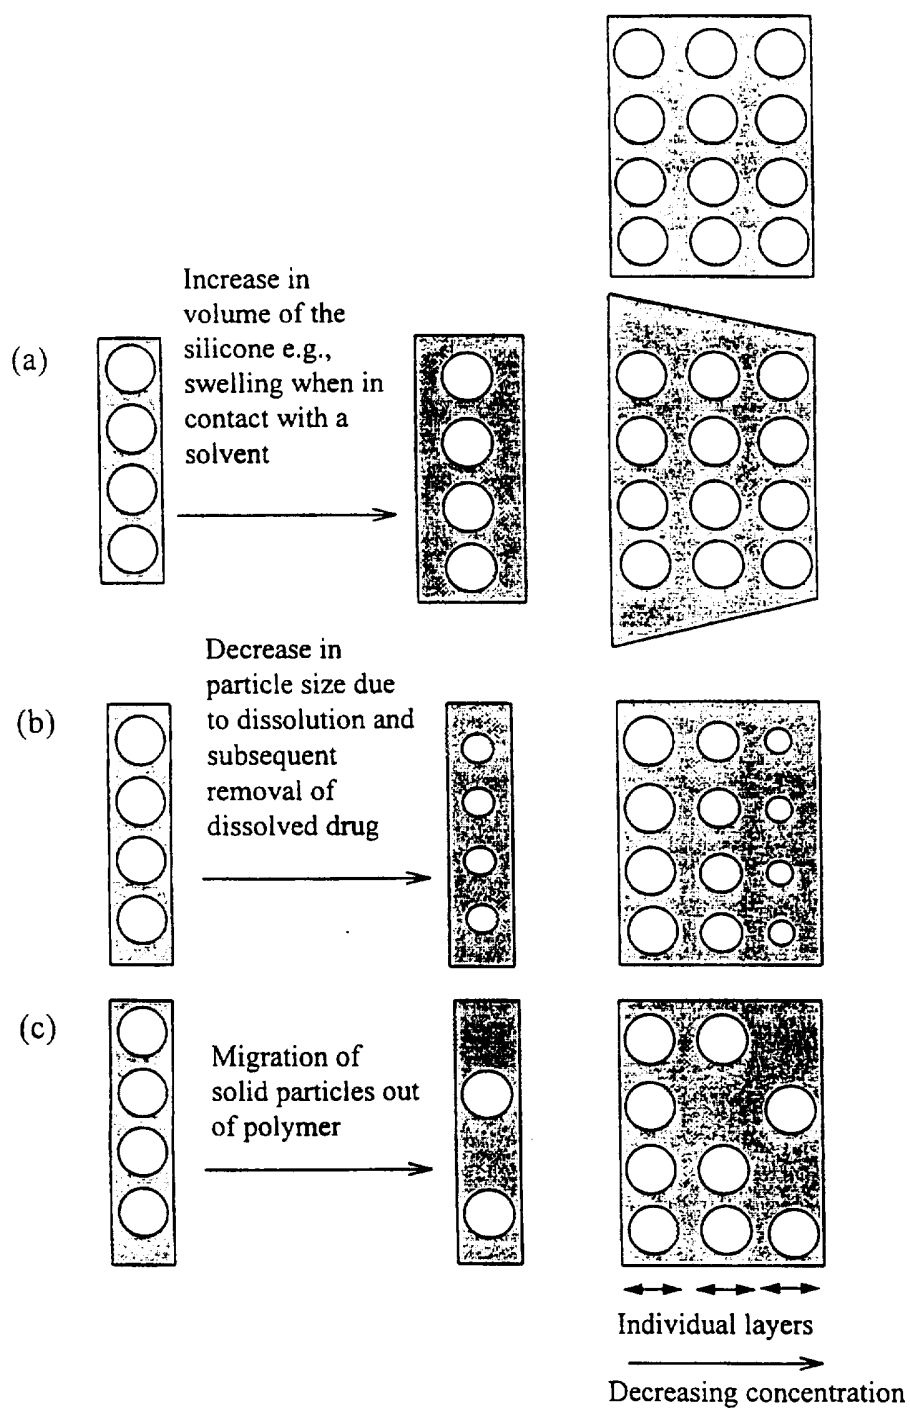 (a)
Increase in
volume of the
silicone e.g.,
swelling when in
contact with a
solvent
(b)
Decrease in
particle size due
to dissolution and
subsequent
removal of
dissolved drug
(c)
Migration of
solid particles out
of polymer
Individual layers
Decreasing concentration